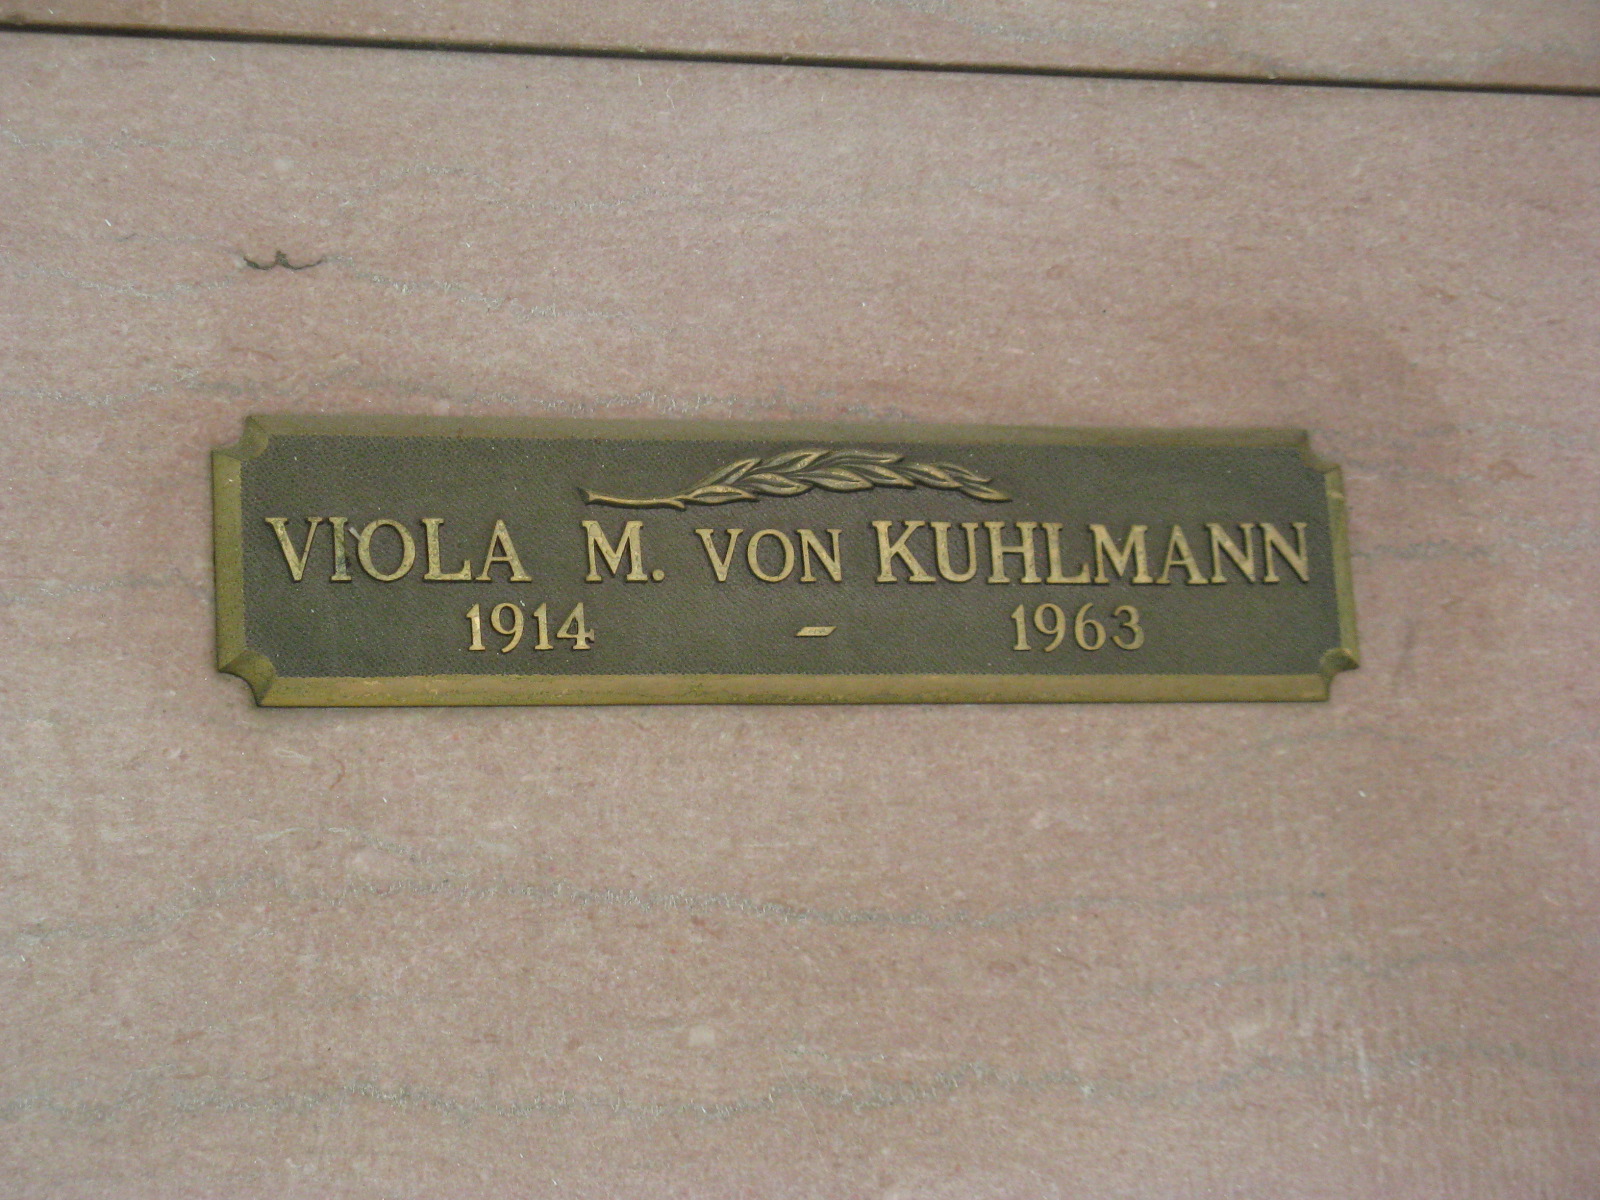 VIOLA M. VON KUHLMANN
1914 - 1963